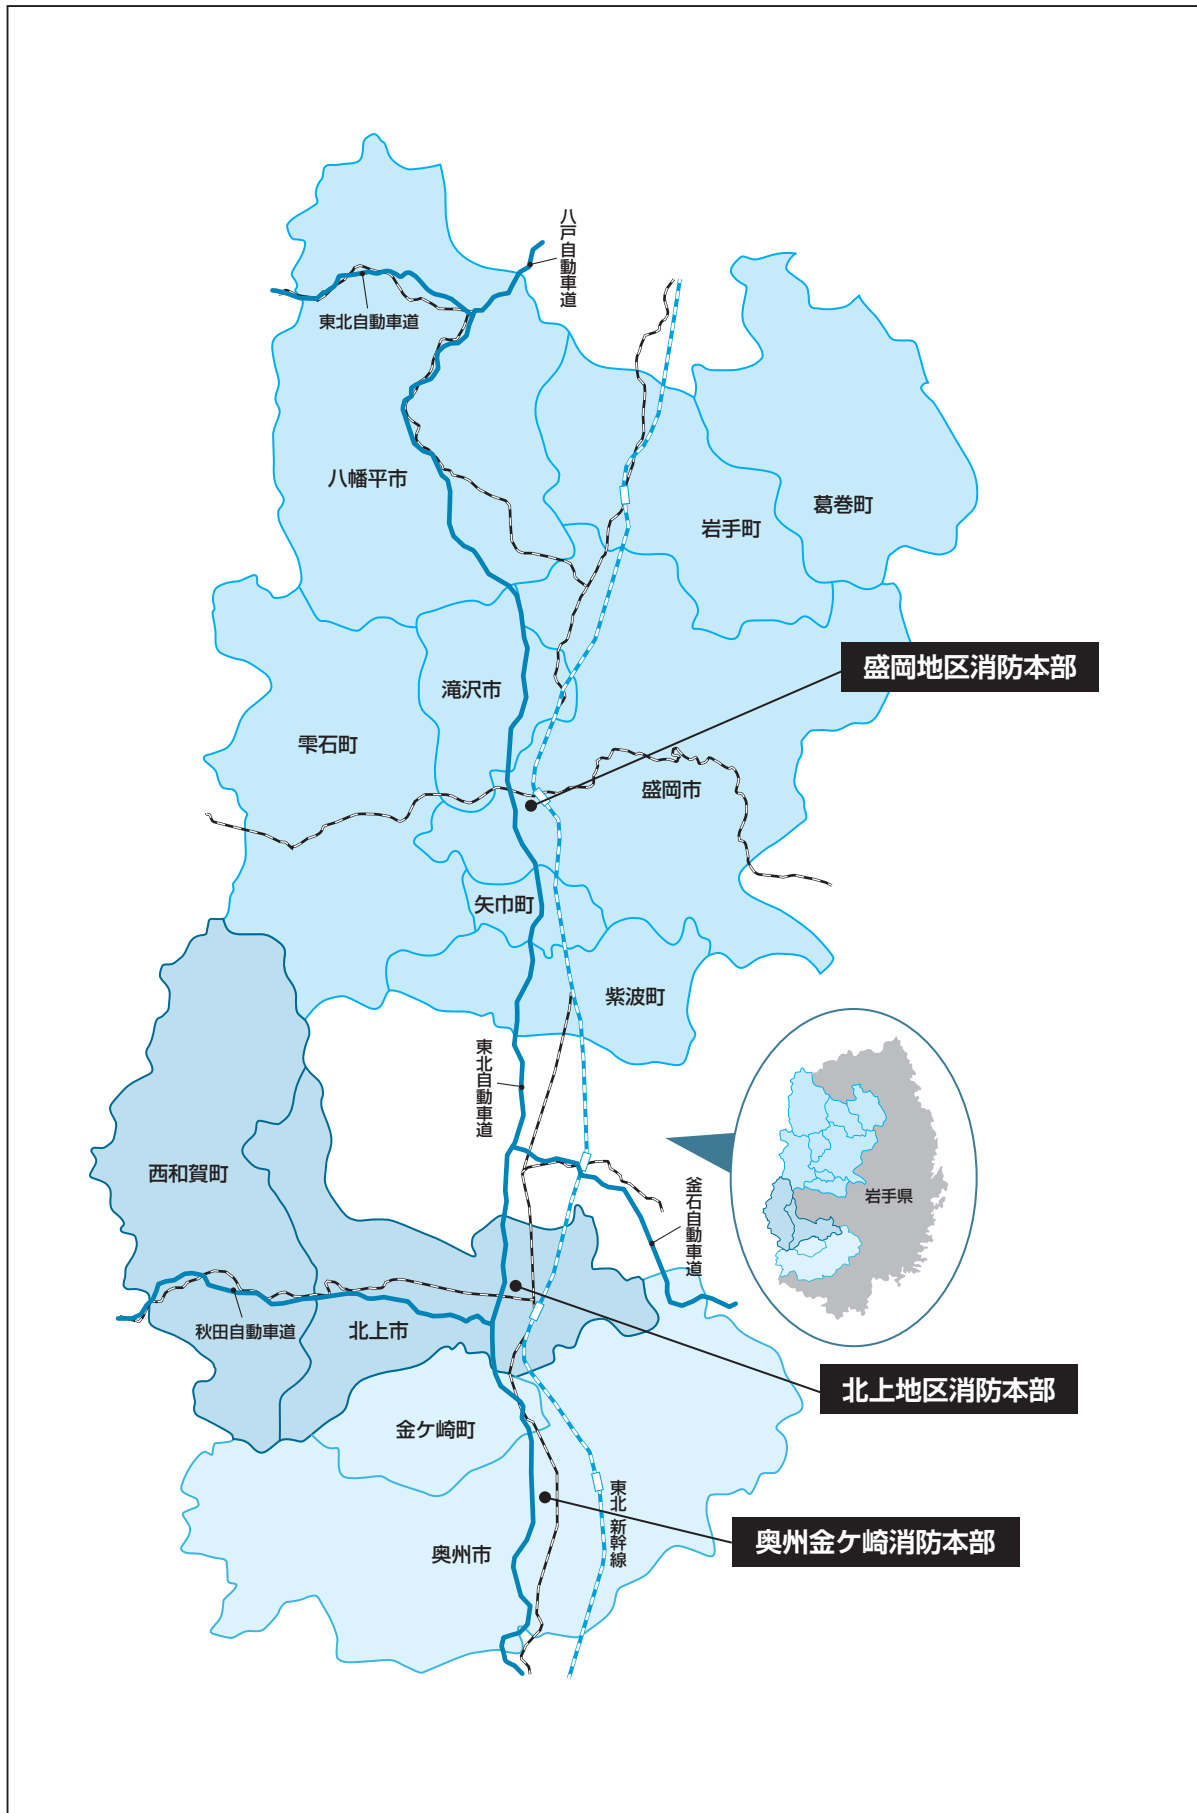 八戸自動車道
東北自動車道
八幡平市
葛巻町
岩手町
盛岡地区消防本部
滝沢市
雫石町
盛岡市
矢巾町
紫波町
東北自動車道
西和賀町
釜石自動車道
岩手県
秋田自動車道
北上市
北上地区消防本部
金ケ崎町
東北新幹線
奥州金ケ崎消防本部
奥州市